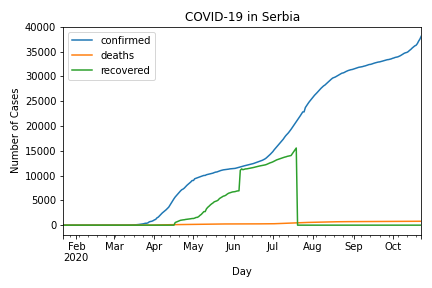 COVID-19 in Serbia
confirmed
deaths
recovered
Number of Cases
40000
35000
30000
25000
20000
15000
10000
5000
0
Feb Mar Apr May Jun Jul Aug Sep Oct
2020
Day